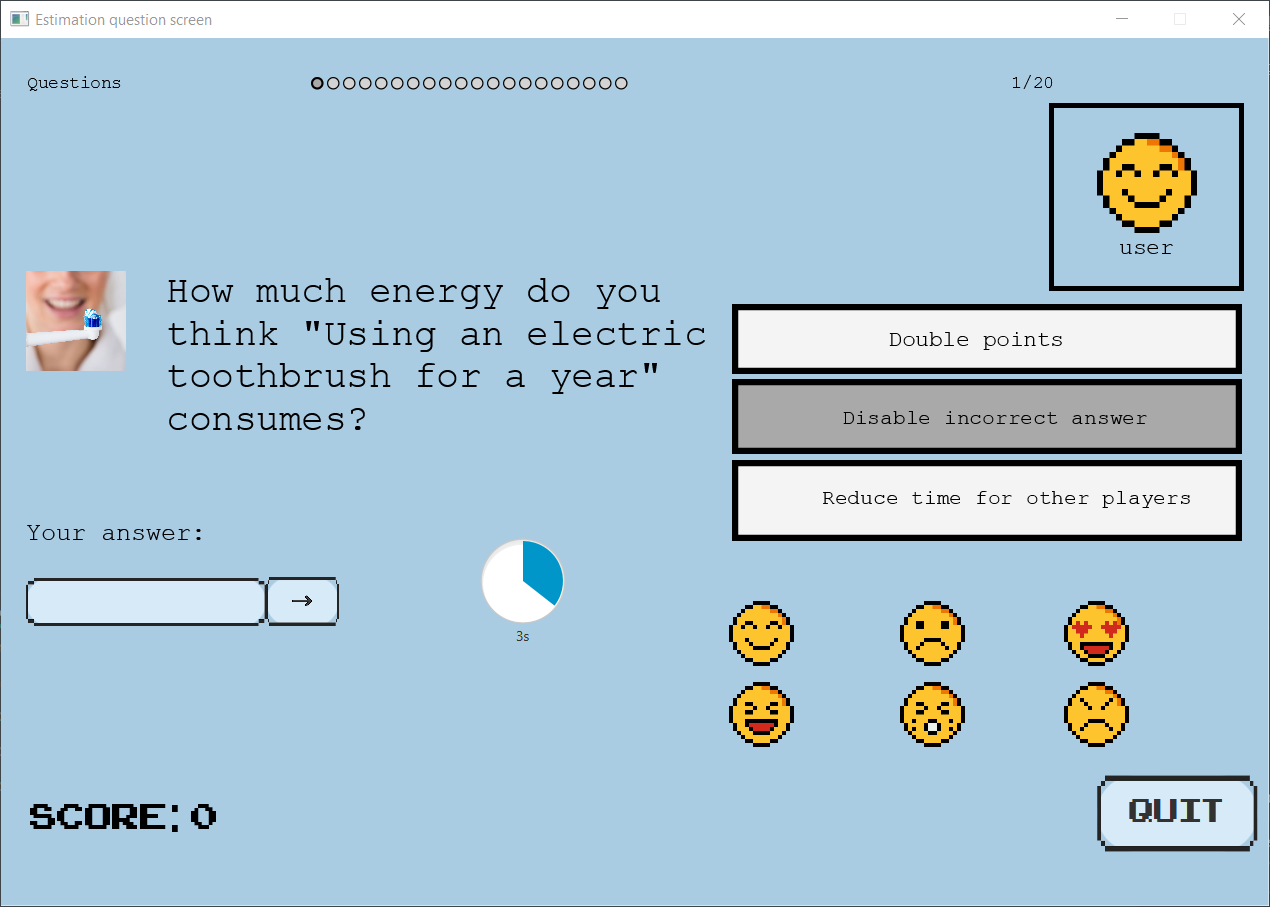 Estimation question screen
Questions
1/20
user
How much energy do you
think "Using an electric
toothbrush for a year"
consumes?
Double points
Disable incorrect answer
Reduce time for other players
Your answer:
→
3s
SCORE: 0
QUIT